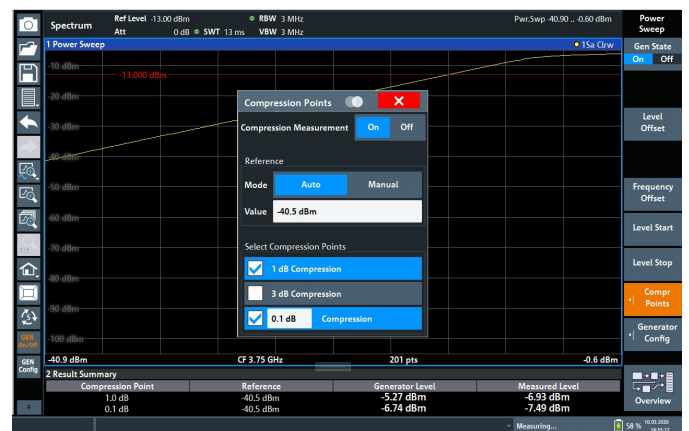 Spectrum
Ref Level -13.00 dBm
RBW 3 MHz
Pwr.Swp -40.90 .. -0.60 dBm
Att 0 dB SWT 13 ms VBW 3 MHz
Power Sweep
1 Power Sweep
1Sa Clrw
Gen State
On Off
-10 dBm
-13.000 dBm
-20 dBm
-30 dBm
-40 dBm
-50 dBm
-60 dBm
-70 dBm
-80 dBm
-90 dBm
-100 dBm
Compression Points
Compression Measurement On Off
Reference
Mode Auto Manual
Value -40.5 dBm
Select Compression Points
1 dB Compression
3 dB Compression
0.1 dB Compression
Level Offset
Frequency Offset
Level Start
Level Stop
Compr Points
Generator Config
Overview
1:1
GEN On/Off
GEN Config
-40.9 dBm
CF 3.75 GHz
201 pts
-0.6 dBm
2 Result Summary
Compression Point Reference Generator Level Measured Level
1.0 dB -40.5 dBm -5.27 dBm -6.93 dBm
0.1 dB -40.5 dBm -6.74 dBm -7.49 dBm
Measuring...
58 %
10.03.2020